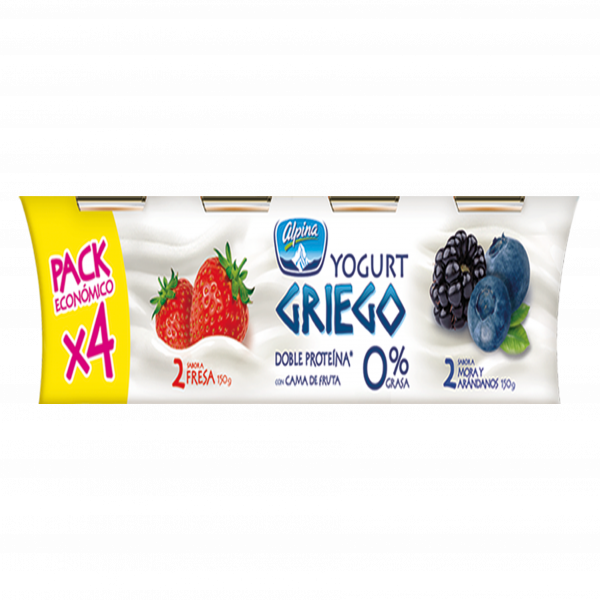 PACK
ECONÓMICO
x4
alpina
YOGURT
GRIEGO
DOBLE PROTEÍNA*
CON CAMA DE FRUTA
0%
GRASA
2 SABOR A
FRESA 150g
2 SABOR A
MORA Y
ARÁNDANOS 150g